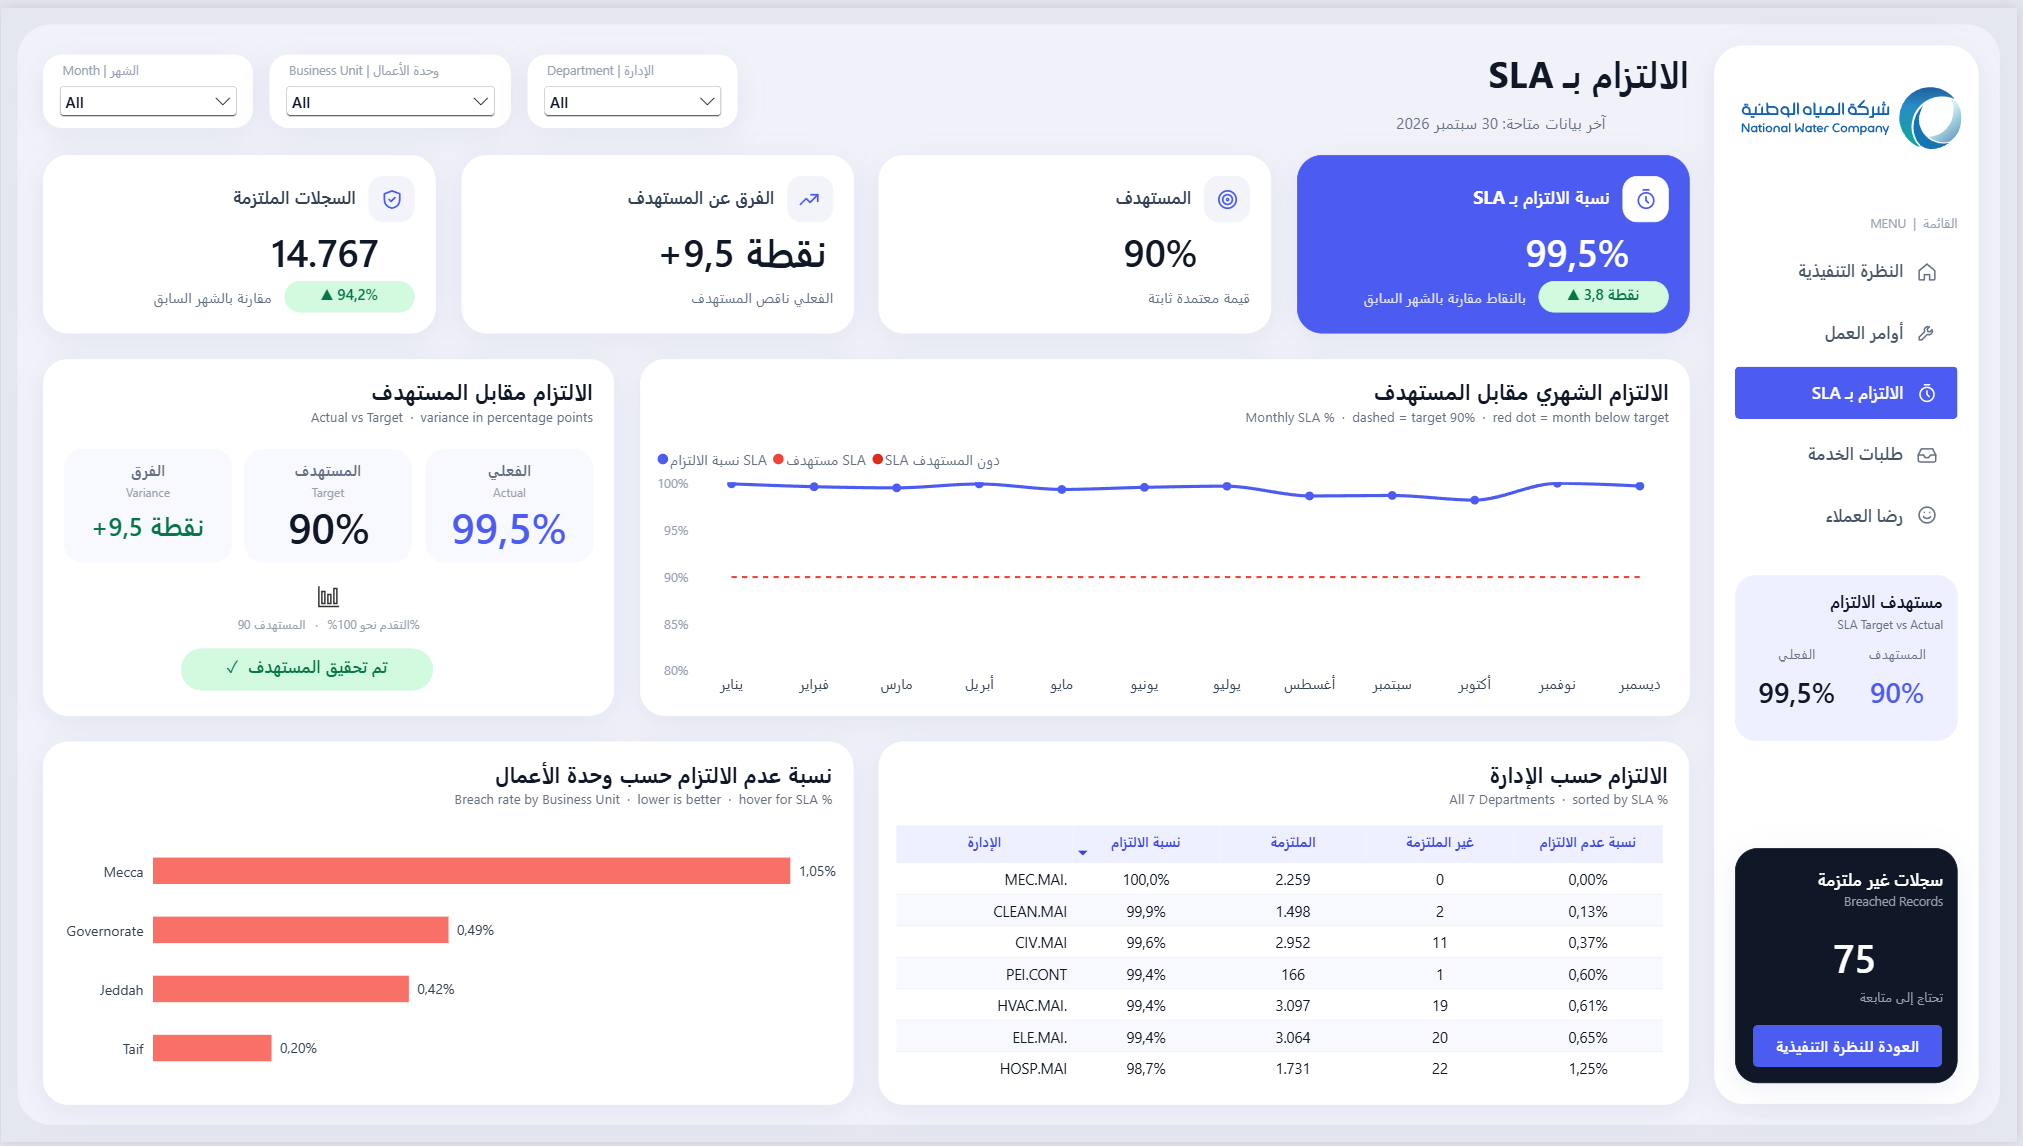 شركة المياه الوطنية
National Water Company
القائمة | MENU
النظرة التنفيذية
أوامر العمل
الالتزام بـ SLA
طلبات الخدمة
رضا العملاء
مستهدف الالتزام
SLA Target vs Actual
المستهدف
الفعلي
90%
99,5%
سجلات غير ملتزمة
Breached Records
75
تحتاج إلى متابعة
العودة للنظرة التنفيذية
الالتزام بـ SLA
آخر بيانات متاحة: 30 سبتمبر 2026
Department | الإدارة
All
Business Unit | وحدة الأعمال
All
Month | الشهر
All
نسبة الالتزام بـ SLA
99,5%
▲ 3,8 نقطة
بالنقاط مقارنة بالشهر السابق
المستهدف
90%
قيمة معتمدة ثابتة
الفرق عن المستهدف
+9,5 نقطة
الفعلي ناقص المستهدف
السجلات الملتزمة
14.767
▲ 94,2%
مقارنة بالشهر السابق
الالتزام الشهري مقابل المستهدف
Monthly SLA % · dashed = target 90% · red dot = month below target
نسبة الالتزام SLA
مستهدف SLA
دون المستهدف SLA
100%
95%
90%
85%
80%
يناير
فبراير
مارس
أبريل
مايو
يونيو
يوليو
أغسطس
سبتمبر
أكتوبر
نوفمبر
ديسمبر
الالتزام مقابل المستهدف
Actual vs Target · variance in percentage points
الفعلي
Actual
99,5%
المستهدف
Target
90%
الفرق
Variance
+9,5 نقطة
%التقدم نحو 100% · المستهدف 90
تم تحقيق المستهدف ✓
الالتزام حسب الإدارة
All 7 Departments · sorted by SLA %
الإدارة نسبة الالتزام الملتزمة غير الملتزمة نسبة عدم الالتزام
MEC.MAI. 100,0% 2.259 0 0,00%
CLEAN.MAI 99,9% 1.498 2 0,13%
CIV.MAI 99,6% 2.952 11 0,37%
PEI.CONT 99,4% 166 1 0,60%
HVAC.MAI. 99,4% 3.097 19 0,61%
ELE.MAI. 99,4% 3.064 20 0,65%
HOSP.MAI 98,7% 1.731 22 1,25%
نسبة عدم الالتزام حسب وحدة الأعمال
Breach rate by Business Unit · lower is better · hover for SLA %
Mecca 1,05%
Governorate 0,49%
Jeddah 0,42%
Taif 0,20%